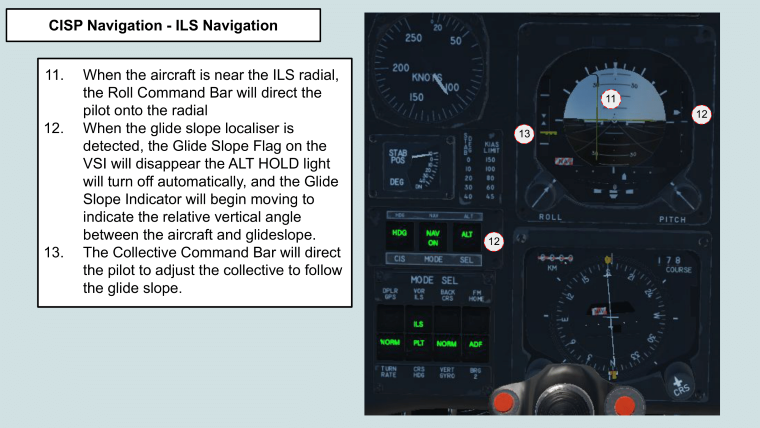 CISP Navigation - ILS Navigation
11. When the aircraft is near the ILS radial,
the Roll Command Bar will direct the
pilot onto the radial
12. When the glide slope localiser is
detected, the Glide Slope Flag on the
VSI will disappear the ALT HOLD light
will turn off automatically, and the Glide
Slope Indicator will begin moving to
indicate the relative vertical angle
between the aircraft and glideslope.
13. The Collective Command Bar will direct
the pilot to adjust the collective to follow
the glide slope.
20
250 50
200 KNOTS 100
150
11
12
13
STAB
POS
DEG
KIAS
LIMIT
0 150
10 100
20 80
30 60
40 45
ROLL PITCH
HDG NAV ALT
HDG NAV ON ALT
12
CIS MODE SEL
MODE SEL
DPLR GPS VOR ILS BACK CRS FM HOME
ILS
NORM PLT NORM ADF
TURN RATE CRS HDG VERT GYRO BRG 2
KM
178
COURSE
CRS